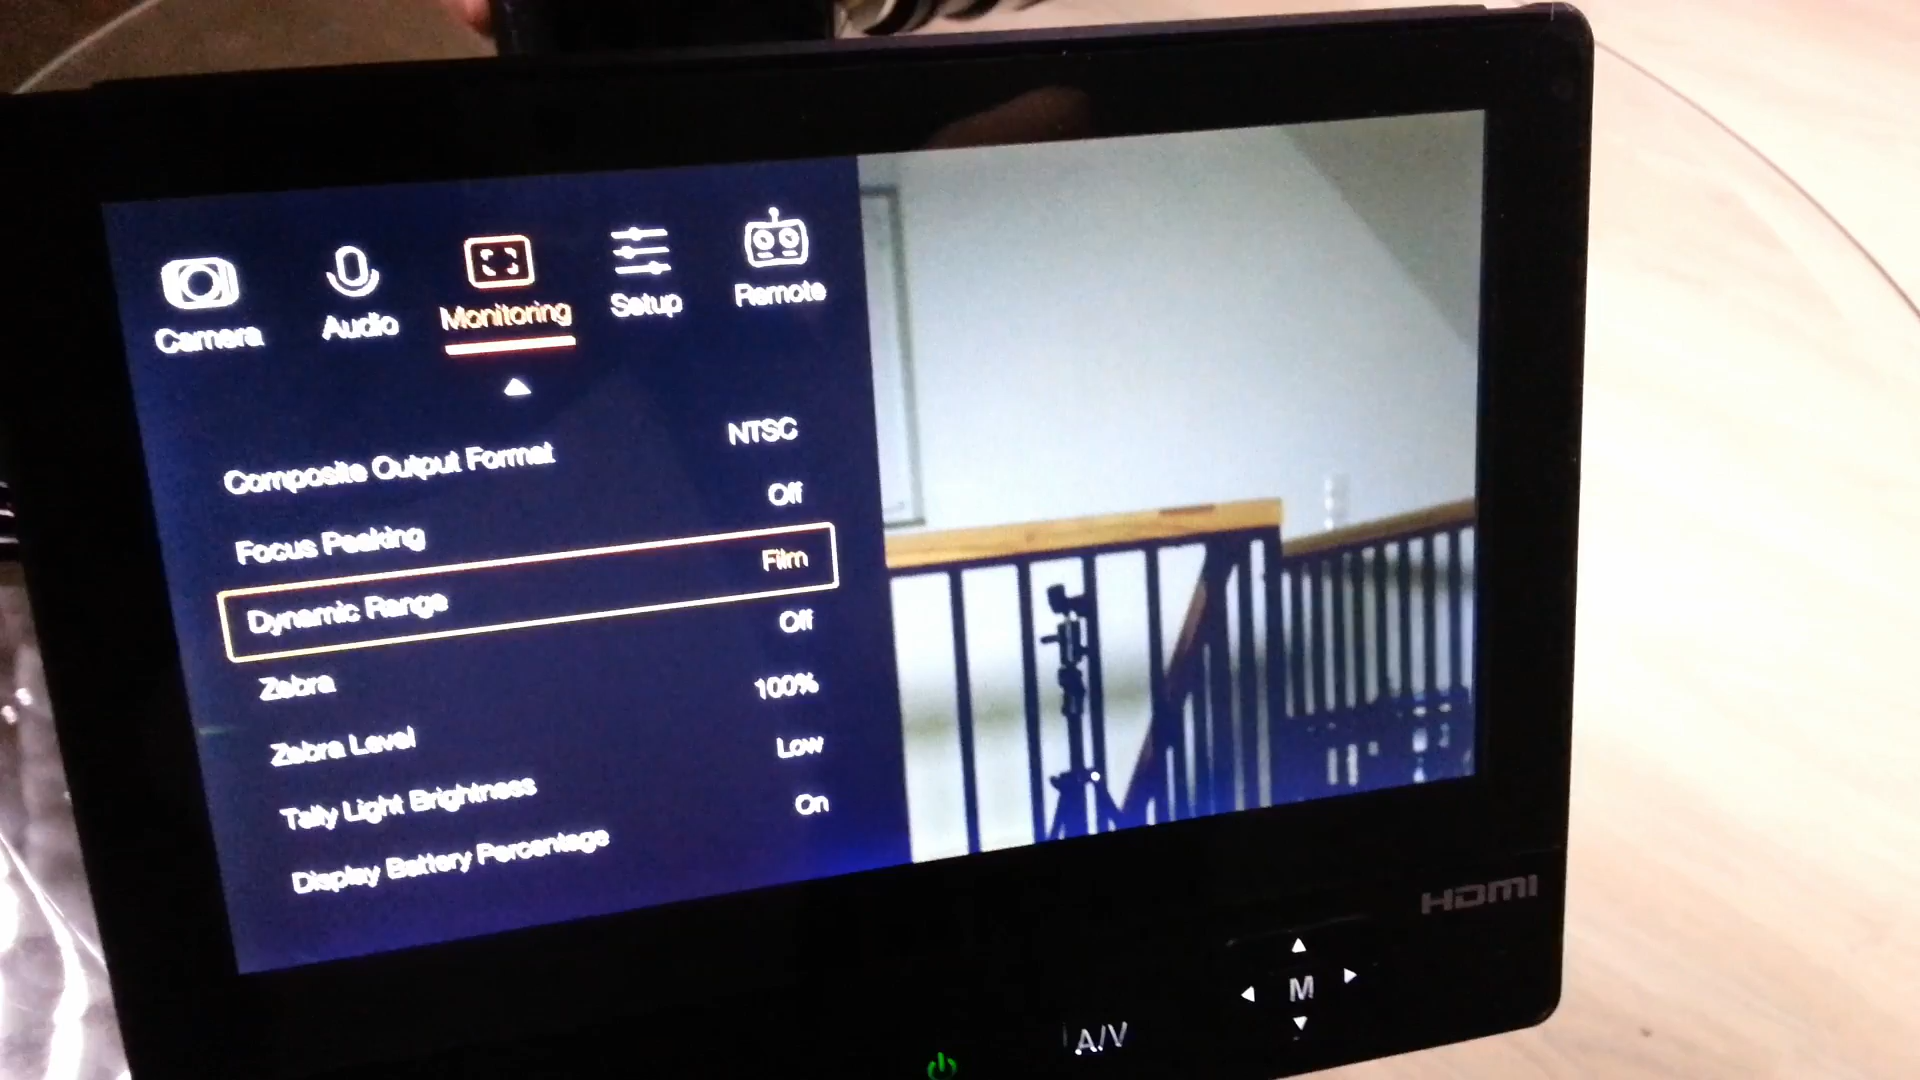 Camera Audio Monitoring Setup Remote
Composite Output Format NTSC
Focus Peaking Off
Dynamic Range Film
Zebra Off
Zebra Level 100%
Tally Light Brightness Low
Display Battery Percentage On
HDMI
M
A/V